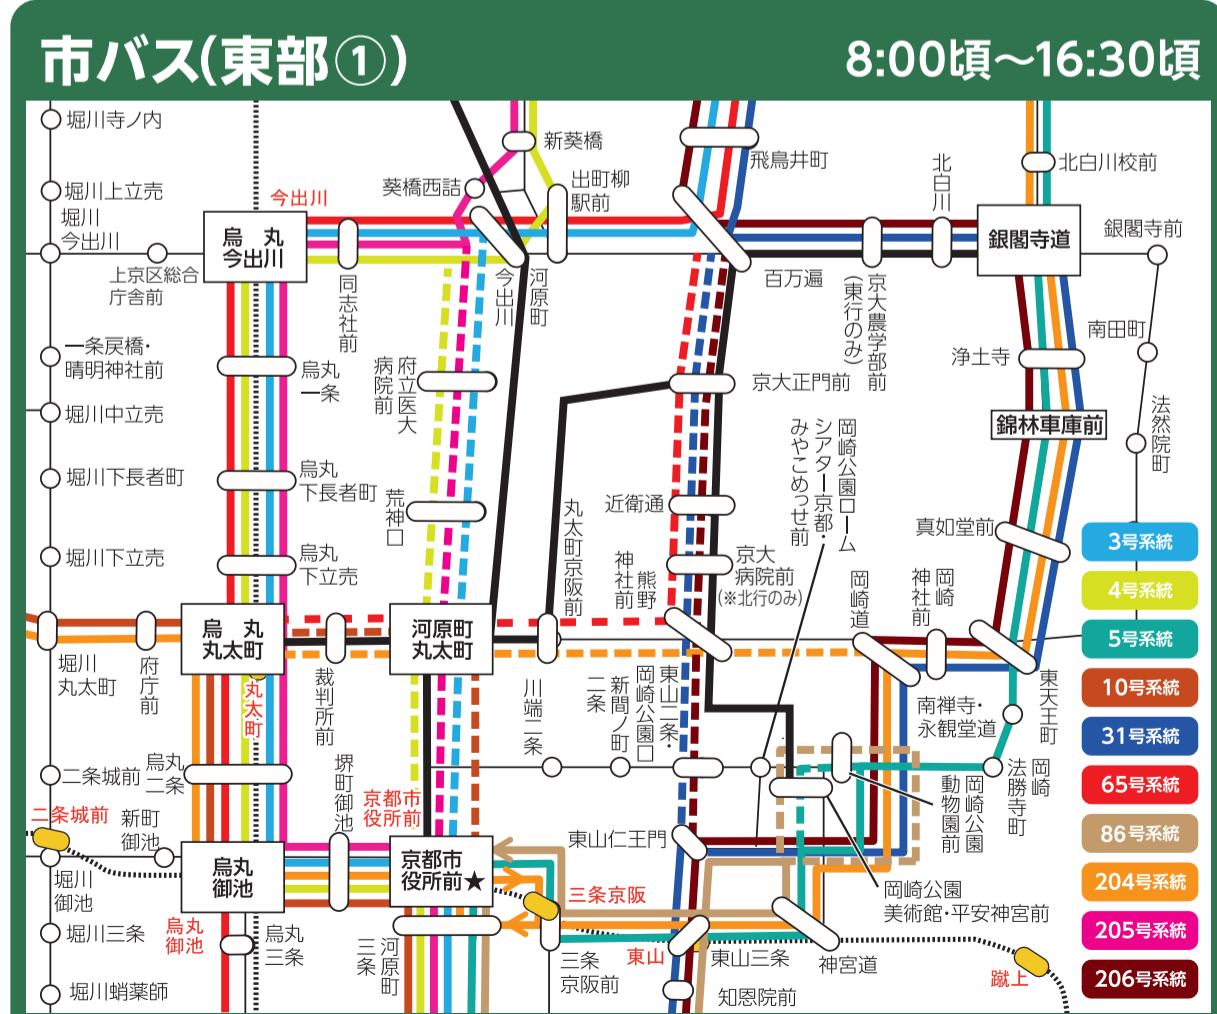 市バス(東部①)
8:00頃〜16:30頃
堀川寺ノ内
新葵橋
飛鳥井町
北白川校前
堀川上立売
今出川
葵橋西詰
出町柳
駅前
北白川
堀川
今出川
烏丸
今出川
銀閣寺道
銀閣寺前
上京区総合
庁舎前
同志社前
河原町
今出川
百万遍
京大農学部前
(東行のみ)
南田町
一条戻橋・
晴明神社前
烏丸
一条
府立医大
病院前
京大正門前
浄土寺
堀川中立売
錦林車庫前
法然院町
岡崎公園ローム
シアター京都・
みやこめっせ前
堀川下長者町
烏丸
下長者町
荒神口
丸太町京阪前
近衛通
真如堂前
3号系統
堀川下立売
烏丸
下立売
熊野
神社前
京大
病院前
(※北行のみ)
岡崎道
岡崎
神社前
4号系統
5号系統
烏丸
丸太町
河原町
丸太町
堀川
丸太町
府庁前
丸太町
裁判所前
川端二条
新間ノ町
二条
東山二条・
岡崎公園口
南禅寺・
永観堂道
東天王町
10号系統
31号系統
二条城前
烏丸
二条
堺町御池
京都市
役所前
岡崎公園
動物園前
岡崎
法勝寺町
65号系統
二条城前
新町
御池
東山仁王門
86号系統
烏丸
御池
京都市
役所前★
堀川
御池
三条京阪
岡崎公園
美術館・平安神宮前
204号系統
堀川三条
烏丸
御池
烏丸
三条
河原町
三条
三条
京阪前
東山
東山三条
神宮道
蹴上
205号系統
堀川蛸薬師
知恩院前
206号系統